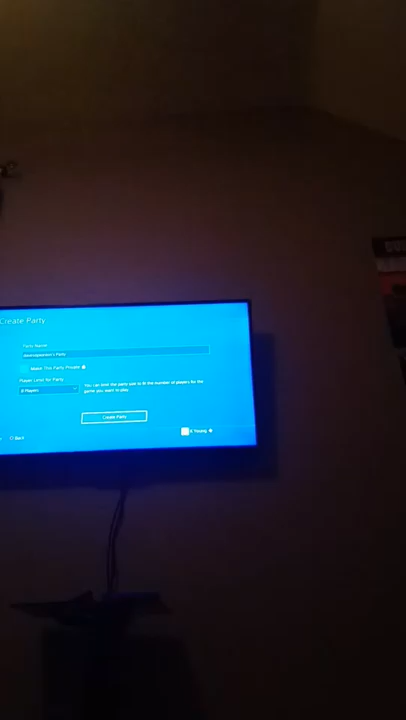 Create Party
Party Name
Make This Party Private
Player Limit for Party
8 Players
You can limit the party size to fit the number of players for the
game you want to play.
Create Party
Back